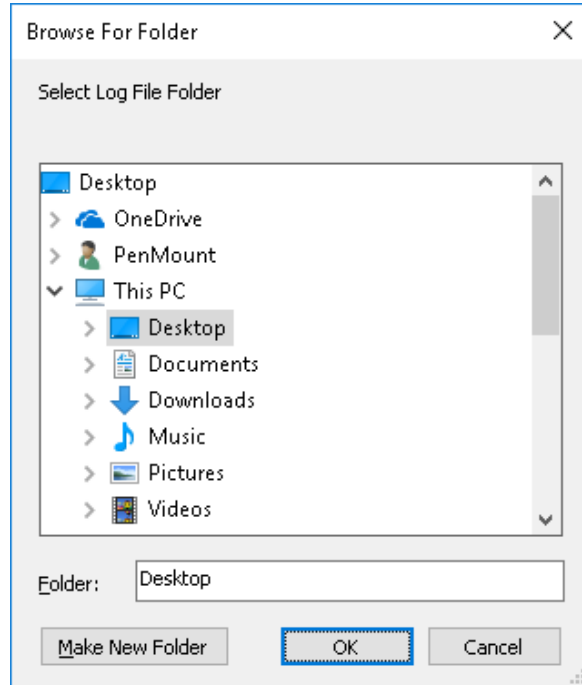 Browse For Folder
Select Log File Folder
Desktop
OneDrive
PenMount
This PC
Desktop
Documents
Downloads
Music
Pictures
Videos
Folder: Desktop
Make New Folder OK Cancel